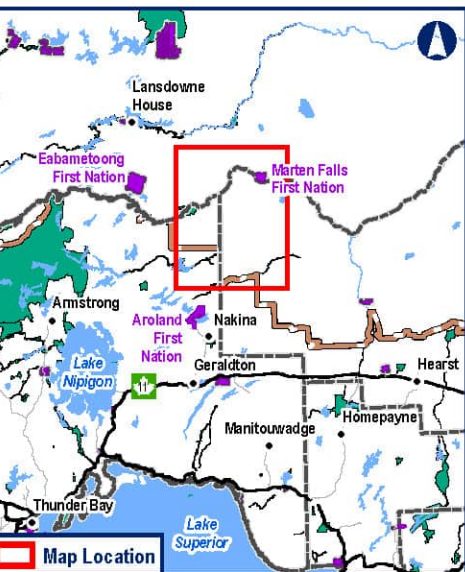 Lansdowne
House
Eabametoong
First Nation
Marten Falls
First Nation
Armstrong
Aroland
First
Nation
Nakina
Lake
Nipigon
Geraldton
11
Hearst
Manitouwadge
Homepayne
Thunder Bay
Lake
Superior
Map Location